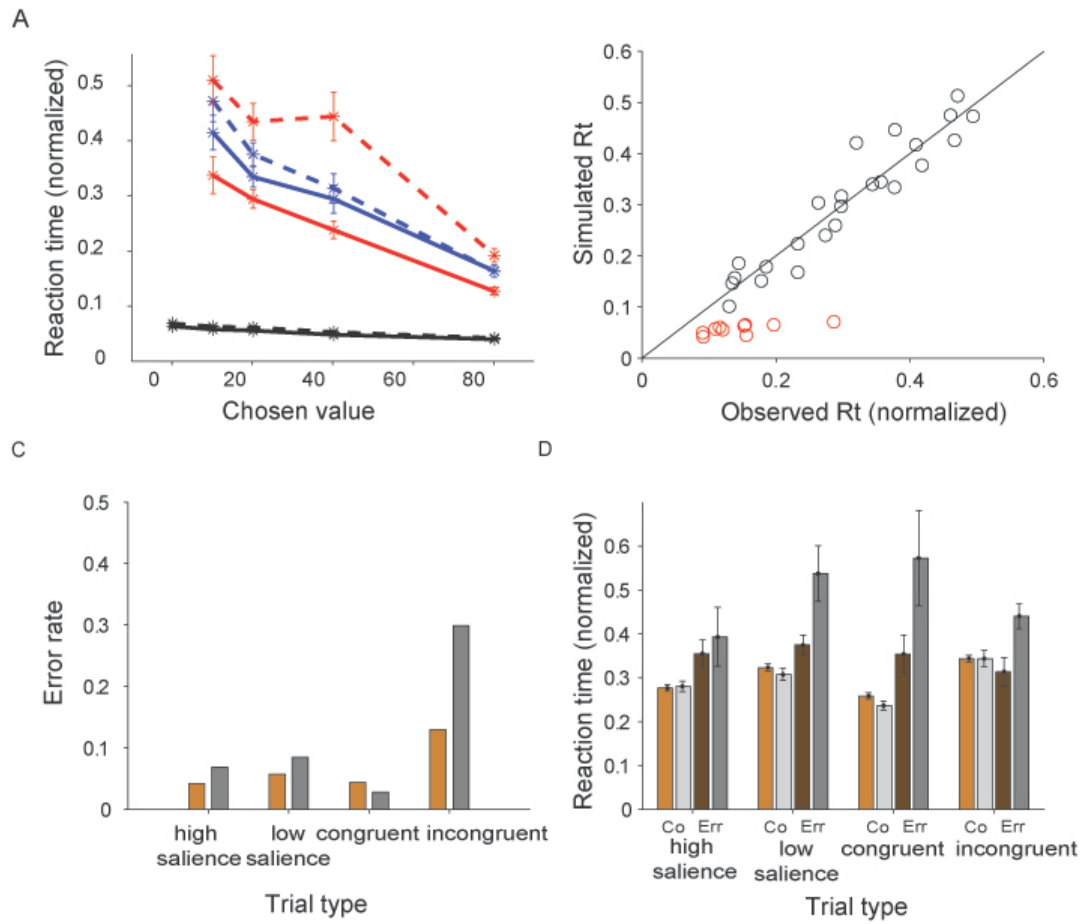 A
Reaction time (normalized)
0.5
0.4
0.3
0.2
0.1
0
0 20 40 60 80
Chosen value
Simulated Rt
0.6
0.5
0.4
0.3
0.2
0.1
0
0 0.2 0.4 0.6
Observed Rt (normalized)
C
Error rate
0.5
0.4
0.3
0.2
0.1
0
high low congruent incongruent
salience salience
Trial type
D
Reaction time (normalized)
0.6
0.5
0.4
0.3
0.2
0.1
0
Co Err Co Err Co Err Co Err
high low congruent incongruent
salience salience
Trial type